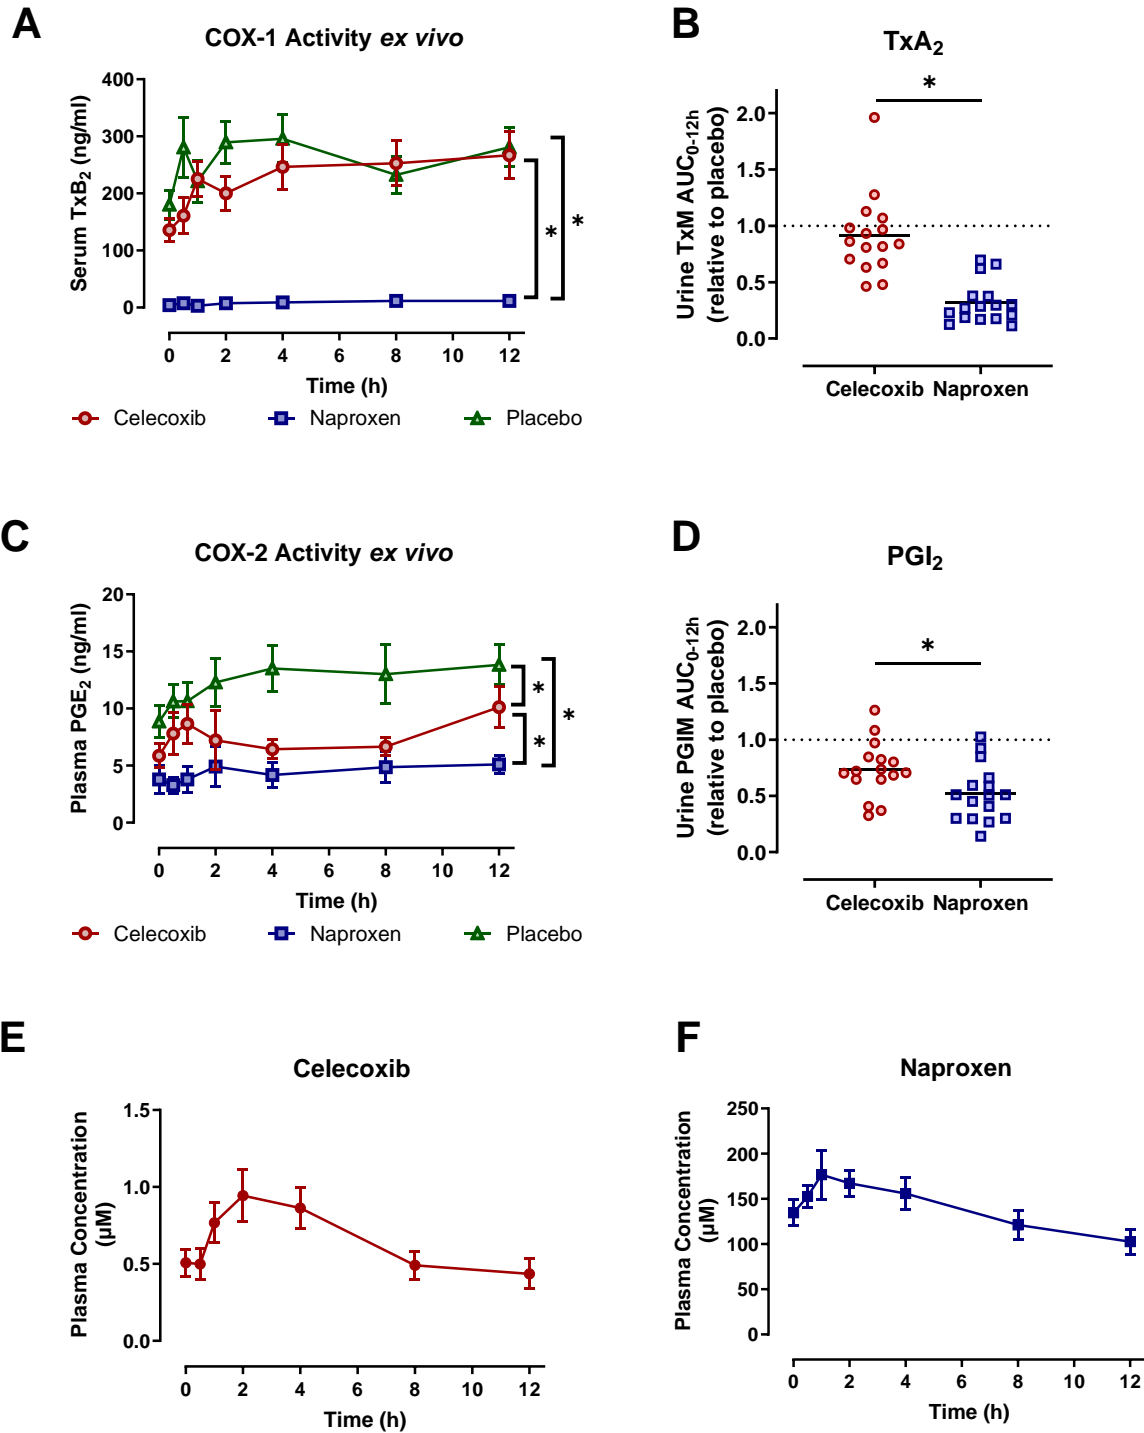 A
COX-1 Activity ex vivo
Serum TxB2 (ng/ml)
400
300
200
100
0
*
*
0 2 4 6 8 10 12
Time (h)
Celecoxib Naproxen Placebo
B
TxA2
*
Urine TxM AUC0-12h
(relative to placebo)
2.0
1.5
1.0
0.5
0.0
Celecoxib Naproxen
C
COX-2 Activity ex vivo
Plasma PGE2 (ng/ml)
20
15
10
5
0
*
*
*
0 2 4 6 8 10 12
Time (h)
Celecoxib Naproxen Placebo
D
PGI2
*
Urine PGIM AUC0-12h
(relative to placebo)
2.0
1.5
1.0
0.5
0.0
Celecoxib Naproxen
E
Celecoxib
Plasma Concentration
(µM)
1.5
1.0
0.5
0.0
0 2 4 6 8 10 12
Time (h)
F
Naproxen
Plasma Concentration
(µM)
250
200
150
100
50
0
0 2 4 6 8 10 12
Time (h)